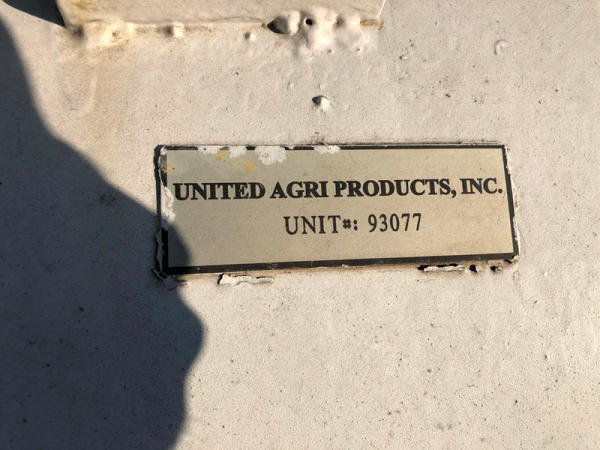 UNITED AGRI PRODUCTS, INC.
UNIT#: 93077